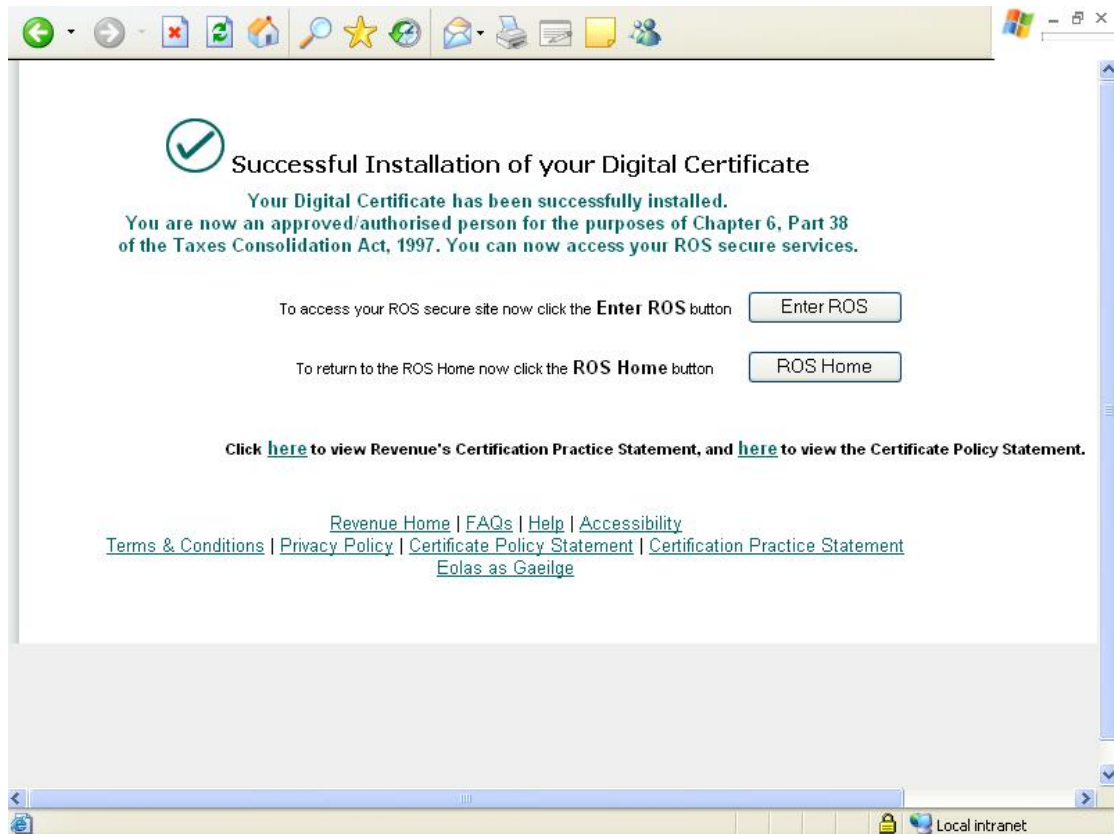 Successful Installation of your Digital Certificate
Your Digital Certificate has been successfully installed.
You are now an approved/authorised person for the purposes of Chapter 6, Part 38
of the Taxes Consolidation Act, 1997. You can now access your ROS secure services.
To access your ROS secure site now click the Enter ROS button Enter ROS
To return to the ROS Home now click the ROS Home button ROS Home
Click here to view Revenue's Certification Practice Statement, and here to view the Certificate Policy Statement.
Revenue Home | FAQs | Help | Accessibility
Terms & Conditions | Privacy Policy | Certificate Policy Statement | Certification Practice Statement
Eolas as Gaeilge
Local intranet